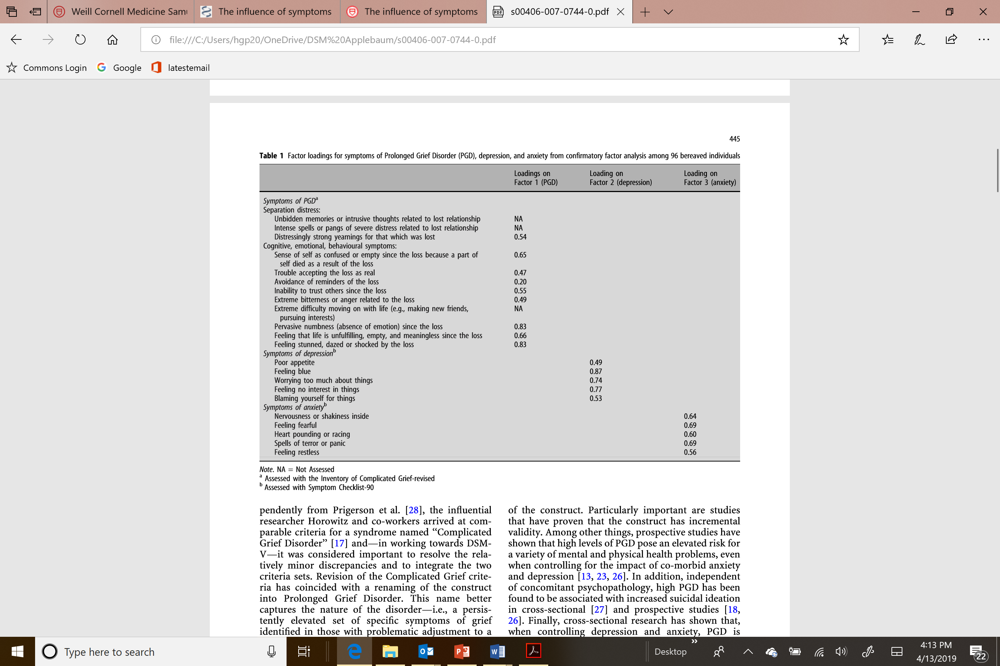 Weill Cornell Medicine Sam
The influence of symptoms
The influence of symptoms
PDF
s00406-007-0744-0.pdf
file:///C:/Users/hgp20/OneDrive/DSM%20Applebaum/s00406-007-0744-0.pdf
Commons Login
Google
latestemail
445
Table 1 Factor loadings for symptoms of Prolonged Grief Disorder (PGD), depression, and anxiety from confirmatory factor analysis among 96 bereaved individuals
Loadings on Loading on Loading on
Factor 1 (PGD) Factor 2 (depression) Factor 3 (anxiety)
Symptoms of PGDa
Separation distress:
Unbidden memories or intrusive thoughts related to lost relationship NA
Intense spells or pangs of severe distress related to lost relationship NA
Distressingly strong yearnings for that which was lost 0.54
Cognitive, emotional, behavioural symptoms:
Sense of self as confused or empty since the loss because a part of 0.65
self died as a result of the loss
Trouble accepting the loss as real 0.47
Avoidance of reminders of the loss 0.20
Inability to trust others since the loss 0.55
Extreme bitterness or anger related to the loss 0.49
Extreme difficulty moving on with life (e.g., making new friends, NA
pursuing interests)
Pervasive numbness (absence of emotion) since the loss 0.83
Feeling that life is unfulfilling, empty, and meaningless since the loss 0.66
Feeling stunned, dazed or shocked by the loss 0.83
Symptoms of depressionb
Poor appetite 0.49
Feeling blue 0.87
Worrying too much about things 0.74
Feeling no interest in things 0.77
Blaming yourself for things 0.53
Symptoms of anxietyb
Nervousness or shakiness inside 0.64
Feeling fearful 0.69
Heart pounding or racing 0.60
Spells of terror or panic 0.69
Feeling restless 0.56
Note. NA = Not Assessed
a Assessed with the Inventory of Complicated Grief-revised
b Assessed with Symptom Checklist-90
pendently from Prigerson et al. [28], the influential
researcher Horowitz and co-workers arrived at com-
parable criteria for a syndrome named “Complicated
Grief Disorder” [17] and—in working towards DSM-
V—it was considered important to resolve the rela-
tively minor discrepancies and to integrate the two
criteria sets. Revision of the Complicated Grief crite-
ria has coincided with a renaming of the construct
into Prolonged Grief Disorder. This name better
captures the nature of the disorder—i.e., a persis-
tently elevated set of specific symptoms of grief
identified in those with problematic adjustment to a
of the construct. Particularly important are studies
that have proven that the construct has incremental
validity. Among other things, prospective studies have
shown that high levels of PGD pose an elevated risk for
a variety of mental and physical health problems, even
when controlling for the impact of co-morbid anxiety
and depression [13, 23, 26]. In addition, independent
of concomitant psychopathology, high PGD has been
found to be associated with increased suicidal ideation
in cross-sectional [27] and prospective studies [18,
26]. Finally, cross-sectional research has shown that,
when controlling depression and anxiety, PGD is
Type here to search
Desktop
4:13 PM
4/13/2019
22